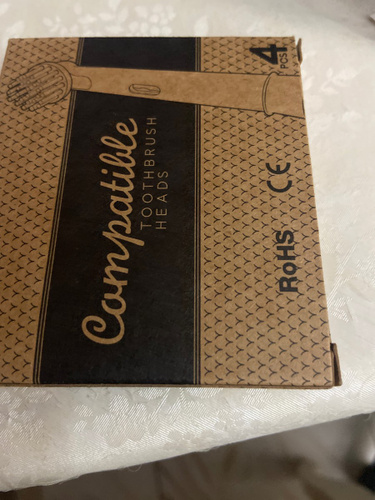 Compatible
TOOTHBRUSH
HEADS
4
PCS
CE
RoHS